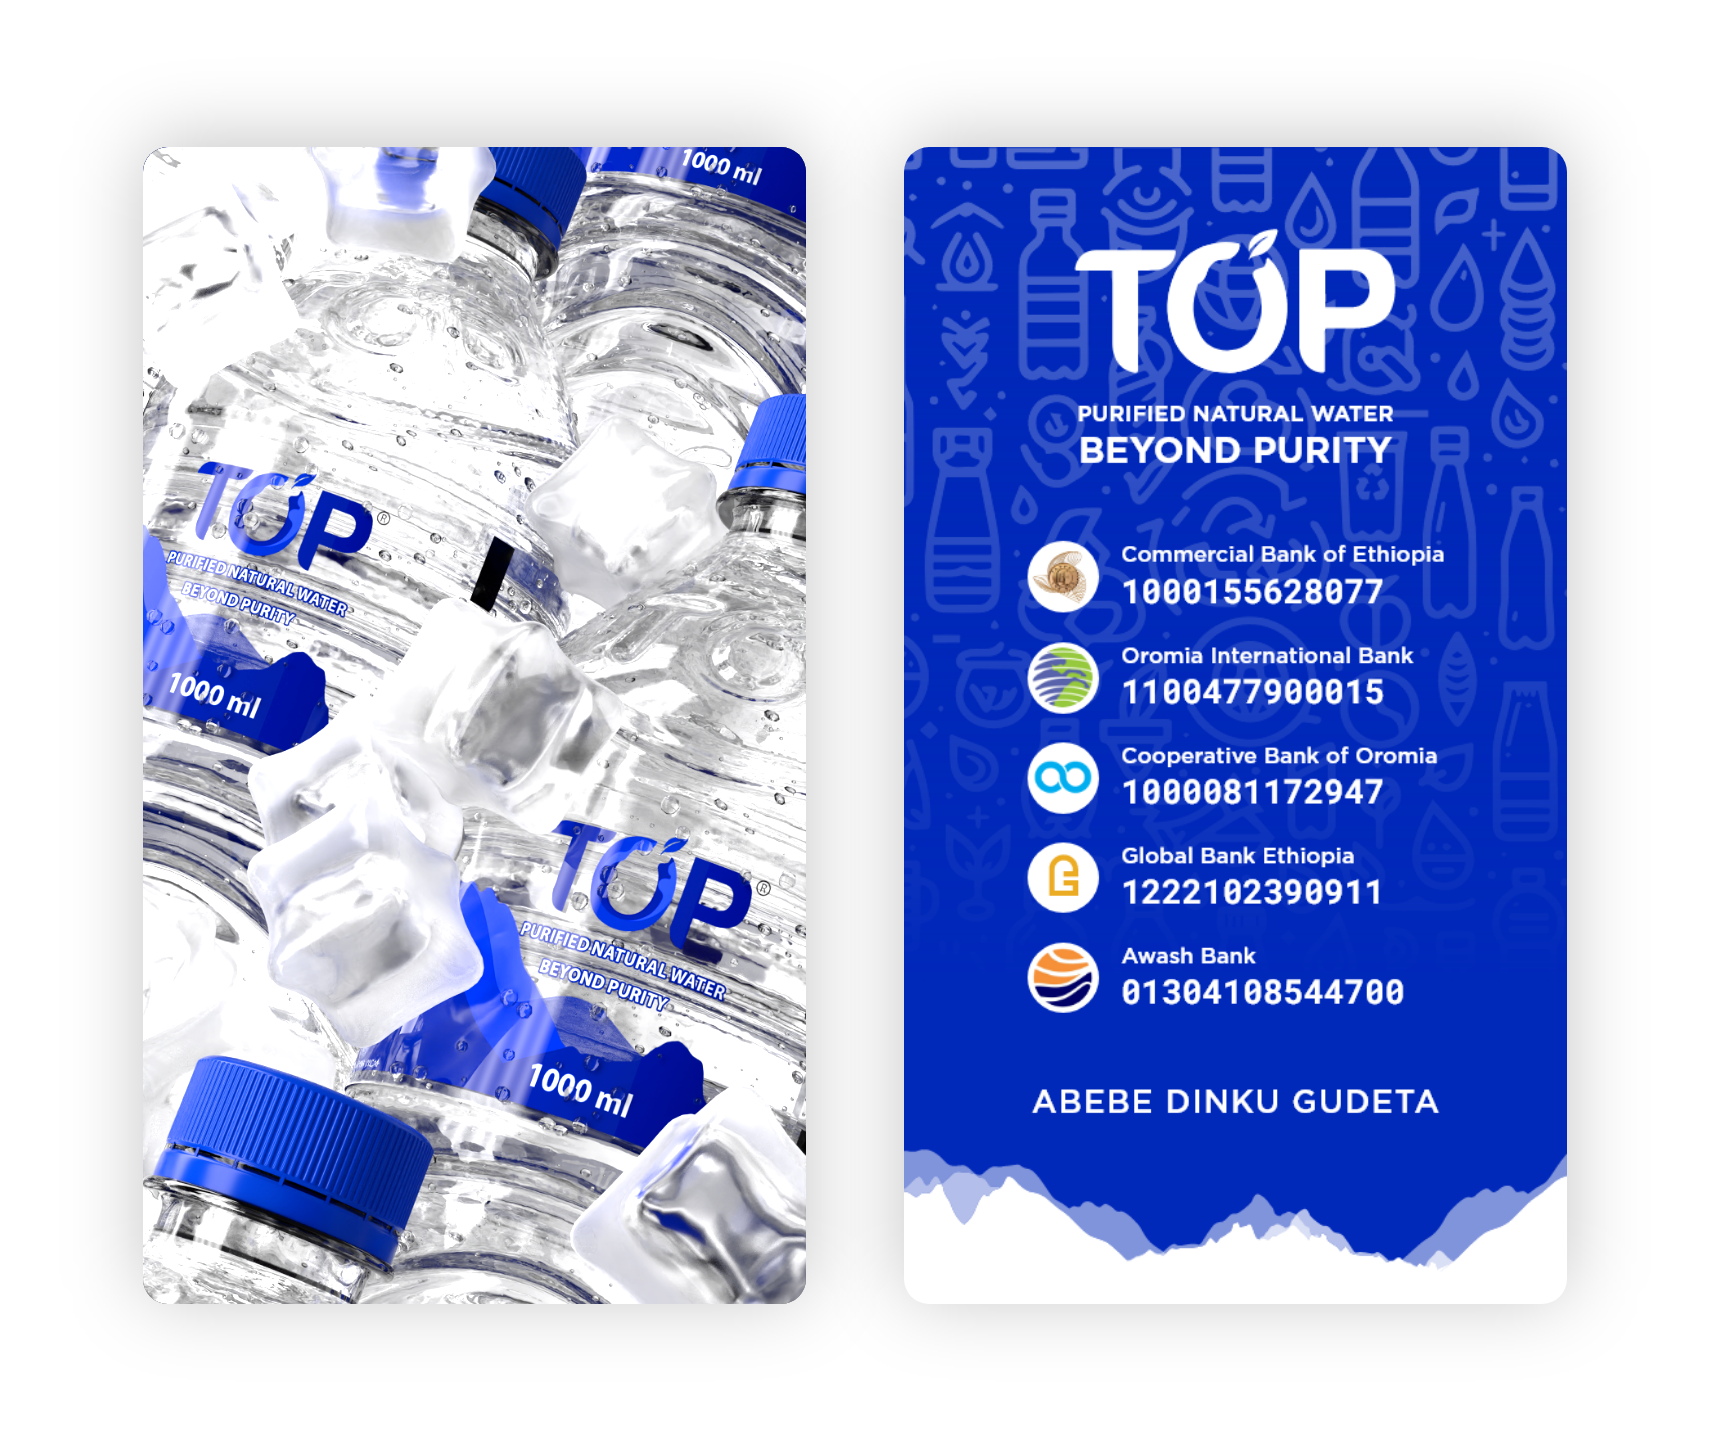 1000 ml
TOP®
PURIFIED NATURAL WATER
BEYOND PURITY
1000 ml
TOP®
PURIFIED NATURAL WATER
BEYOND PURITY
1000 ml
TOP
PURIFIED NATURAL WATER
BEYOND PURITY
Commercial Bank of Ethiopia
1000155628077
Oromia International Bank
1100477900015
Cooperative Bank of Oromia
1000081172947
Global Bank Ethiopia
1222102390911
Awash Bank
01304108544700
ABEBE DINKU GUDETA